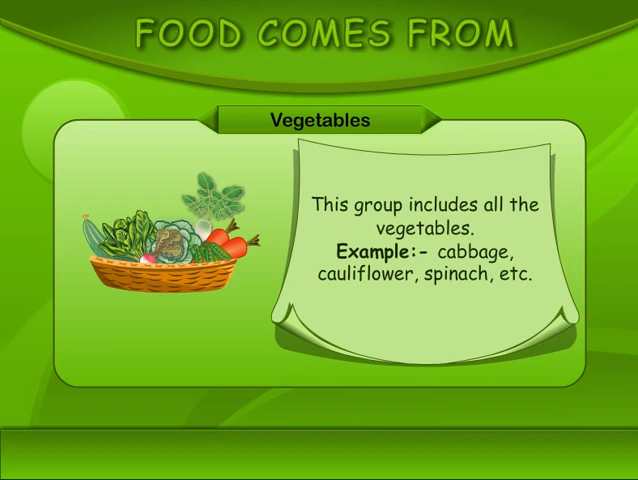 FOOD COMES FROM
Vegetables
This group includes all the
vegetables.
Example:- cabbage,
cauliflower, spinach, etc.